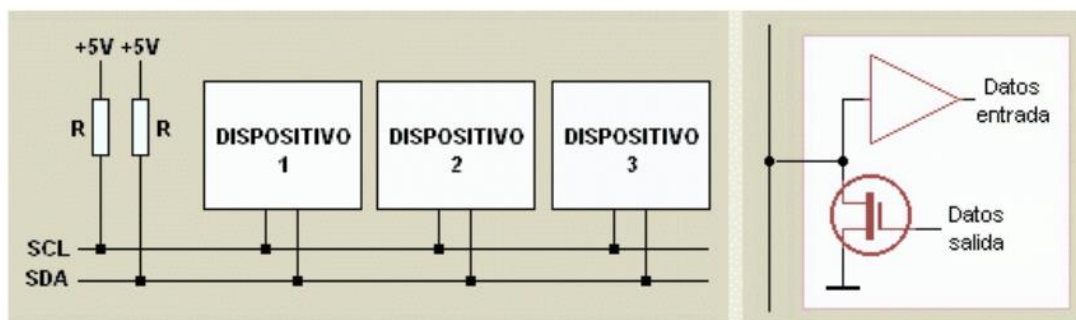 +5V +5V
R
R
DISPOSITIVO
1
DISPOSITIVO
2
DISPOSITIVO
3
SCL
SDA
Datos
entrada
Datos
salida